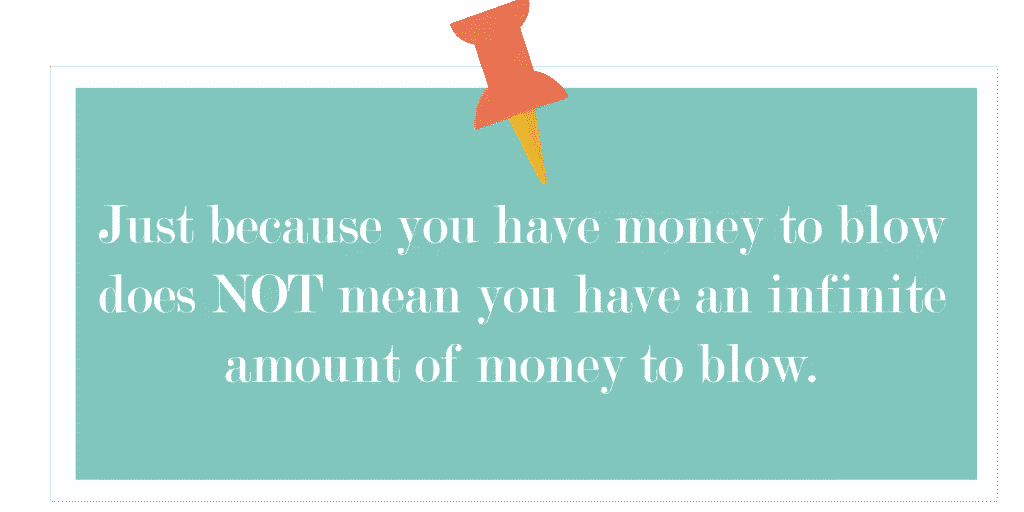 Just because you have money to blow
does NOT mean you have an infinite
amount of money to blow.